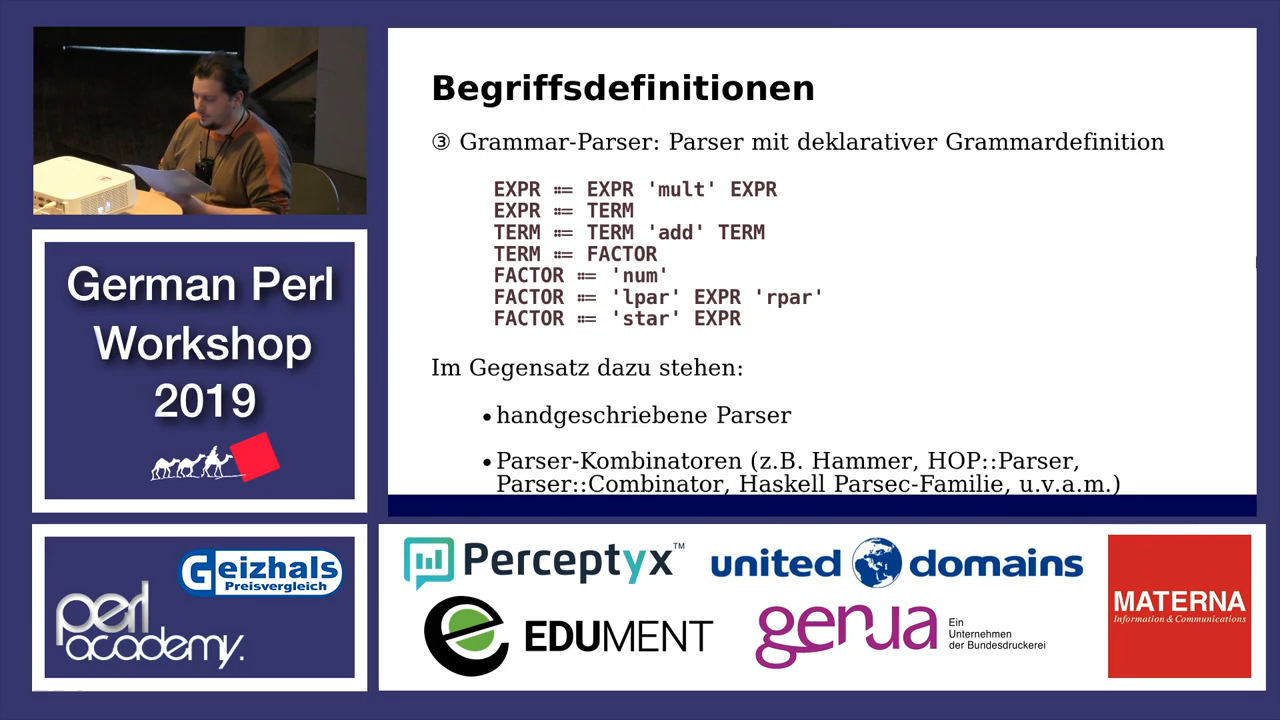 Begriffsdefinitionen
③ Grammar-Parser: Parser mit deklarativer Grammardefinition
EXPR ::= EXPR 'mult' EXPR
EXPR ::= TERM
TERM ::= TERM 'add' TERM
TERM ::= FACTOR
FACTOR ::= 'num'
FACTOR ::= 'lpar' EXPR 'rpar'
FACTOR ::= 'star' EXPR
Im Gegensatz dazu stehen:
•handgeschriebene Parser
•Parser-Kombinatoren (z.B. Hammer, HOP::Parser,
Parser::Combinator, Haskell Parsec-Familie, u.v.a.m.)
German Perl
Workshop
2019
Geizhals
Preisvergleich
perl
academy.
Perceptyx™
united domains
EDUMENT
genua
Ein
Unternehmen
der Bundesdruckerei
MATERNA
Information & Communications